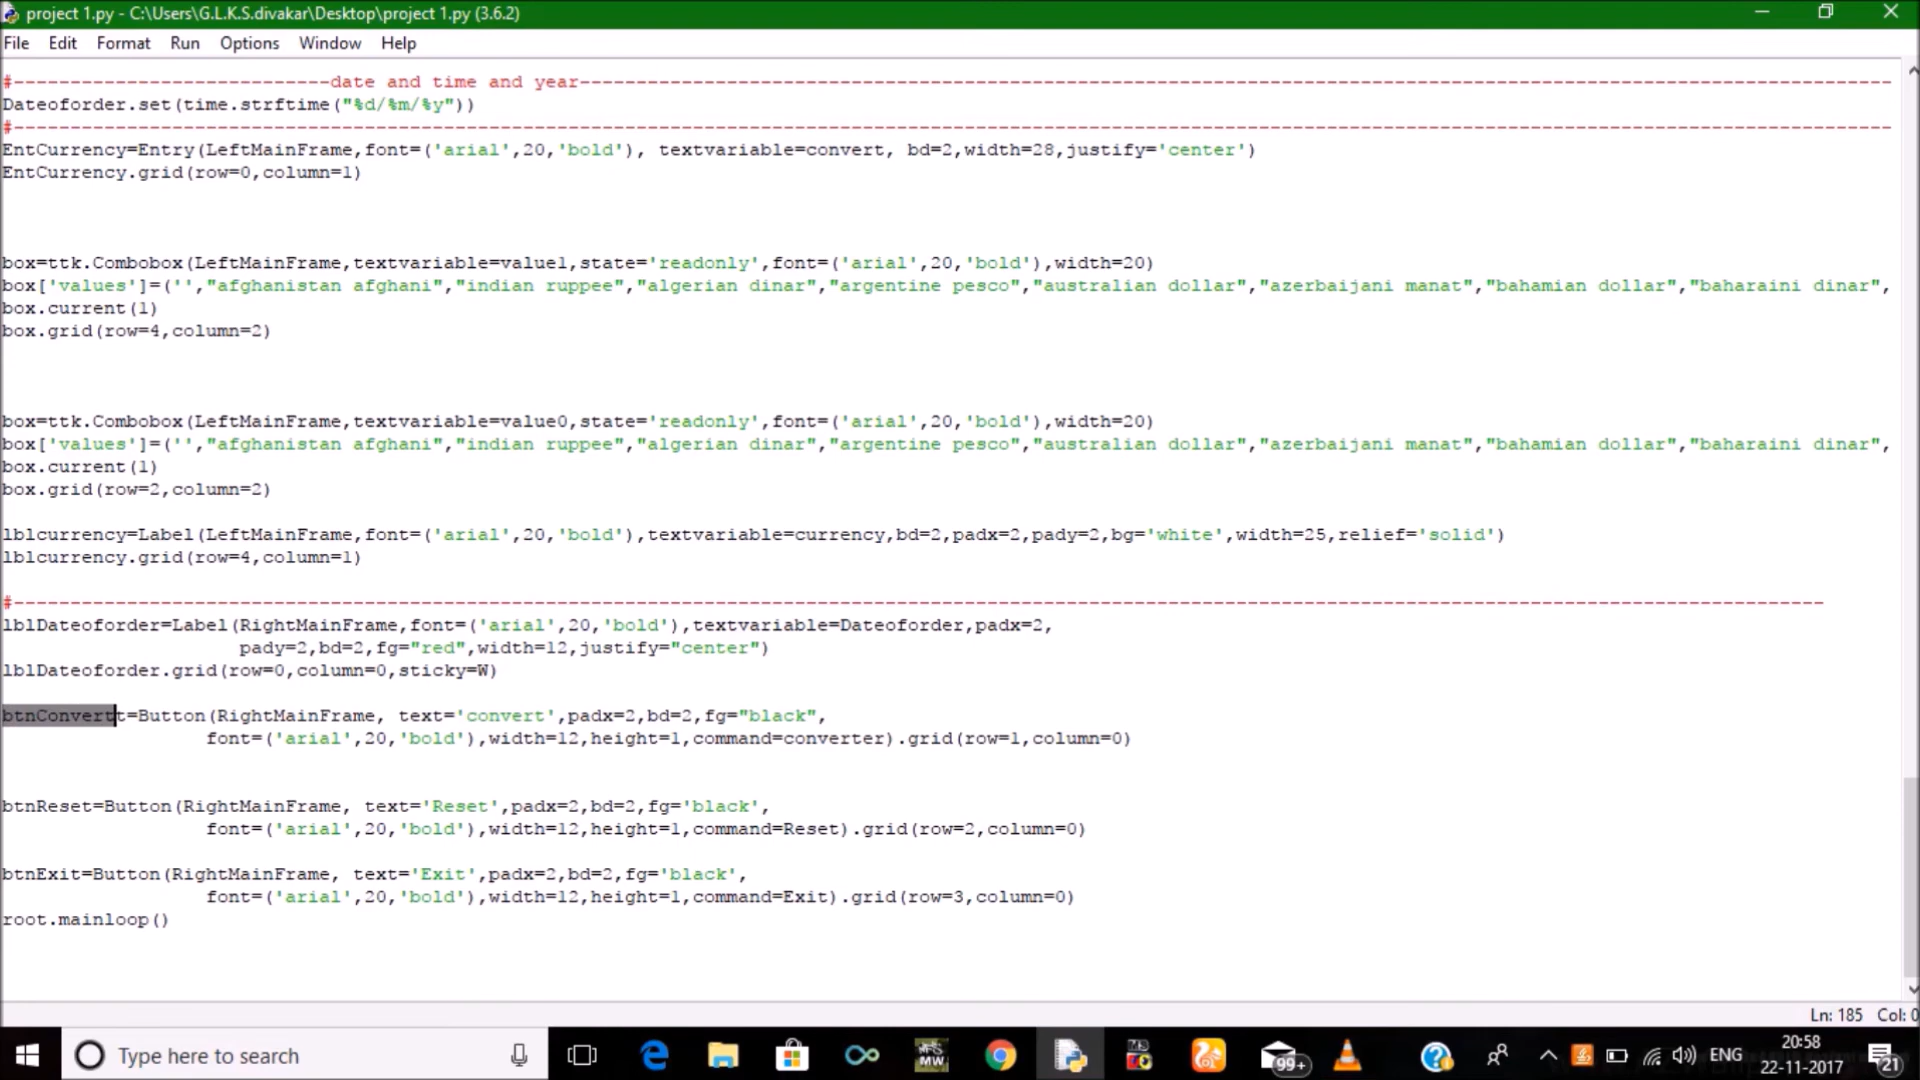 project 1.py - C:\Users\G.L.K.S.divakar\Desktop\project 1.py (3.6.2)
File Edit Format Run Options Window Help
#----------------------------date and time and year--------------------------------------------------------------------------------------------------------------------
Dateoforder.set(time.strftime("%d/%m/%y"))
#-----------------------------------------------------------------------------------------------------------------------------------------------------------------------
EntCurrency=Entry(LeftMainFrame,font=('arial',20,'bold'), textvariable=convert, bd=2,width=28,justify='center')
EntCurrency.grid(row=0,column=1)
box=ttk.Combobox(LeftMainFrame,textvariable=value1,state='readonly',font=('arial',20,'bold'),width=20)
box['values']=('',"afghanistan afghani","indian ruppee","algerian dinar","argentine pesco","australian dollar","azerbaijani manat","bahamian dollar","baharaini dinar",
box.current(1)
box.grid(row=4,column=2)
box=ttk.Combobox(LeftMainFrame,textvariable=value0,state='readonly',font=('arial',20,'bold'),width=20)
box['values']=('',"afghanistan afghani","indian ruppee","algerian dinar","argentine pesco","australian dollar","azerbaijani manat","bahamian dollar","baharaini dinar",
box.current(1)
box.grid(row=2,column=2)
lblcurrency=Label(LeftMainFrame,font=('arial',20,'bold'),textvariable=currency,bd=2,padx=2,pady=2,bg='white',width=25,relief='solid')
lblcurrency.grid(row=4,column=1)
#-----------------------------------------------------------------------------------------------------------------------------------------------------------------
lblDateoforder=Label(RightMainFrame,font=('arial',20,'bold'),textvariable=Dateoforder,padx=2,
pady=2,bd=2,fg="red",width=12,justify="center")
lblDateoforder.grid(row=0,column=0,sticky=W)
btnConvertt=Button(RightMainFrame, text='convert',padx=2,bd=2,fg="black",
font=('arial',20,'bold'),width=12,height=1,command=converter).grid(row=1,column=0)
btnReset=Button(RightMainFrame, text='Reset',padx=2,bd=2,fg='black',
font=('arial',20,'bold'),width=12,height=1,command=Reset).grid(row=2,column=0)
btnExit=Button(RightMainFrame, text='Exit',padx=2,bd=2,fg='black',
font=('arial',20,'bold'),width=12,height=1,command=Exit).grid(row=3,column=0)
root.mainloop()
Ln: 185 Col: 0
Type here to search
MW
99+
ENG
20:58
22-11-2017
21